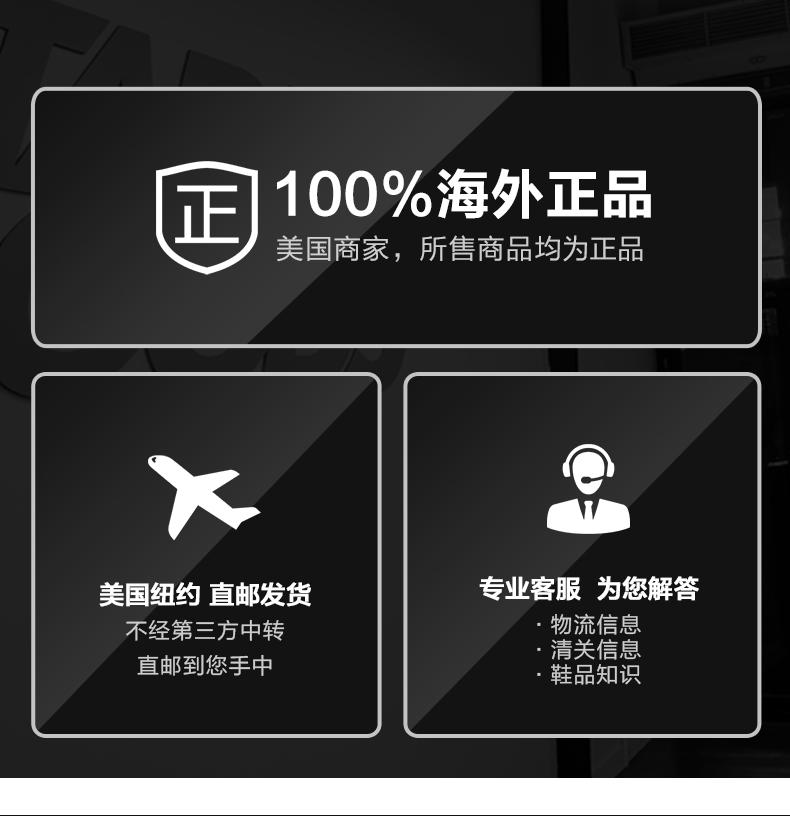 正
100%海外正品
美国商家，所售商品均为正品
美国纽约 直邮发货
不经第三方中转
直邮到您手中
专业客服 为您解答
· 物流信息
· 清关信息
· 鞋品知识